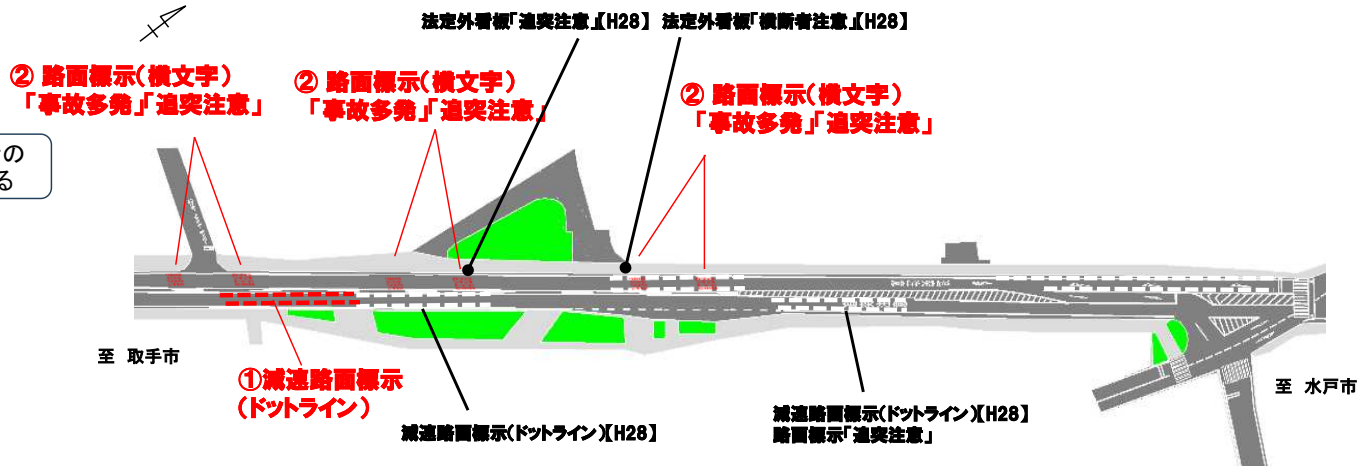 法定外看板「追突注意」【H28】
法定外看板「横断者注意」【H28】
② 路面標示(横文字)
「事故多発」「追突注意」
② 路面標示(横文字)
「事故多発」「追突注意」
② 路面標示(横文字)
「事故多発」「追突注意」
の
る
至 取手市
①減速路面標示
(ドットライン)
減速路面標示(ドットライン)【H28】
減速路面標示(ドットライン)【H28】
路面標示「追突注意」
至 水戸市